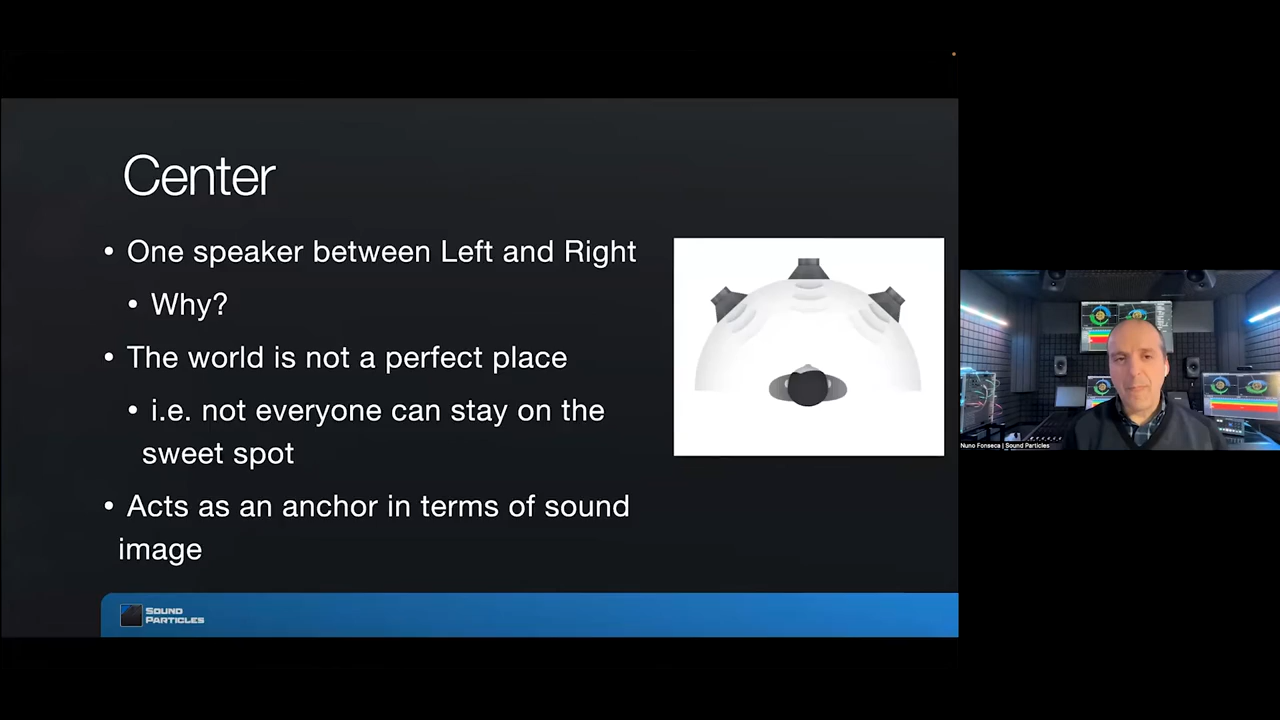 Center
• One speaker between Left and Right
• Why?
• The world is not a perfect place
• i.e. not everyone can stay on the
sweet spot
• Acts as an anchor in terms of sound
image
SOUND
PARTICLES
Nuno Fonseca | Sound Particles